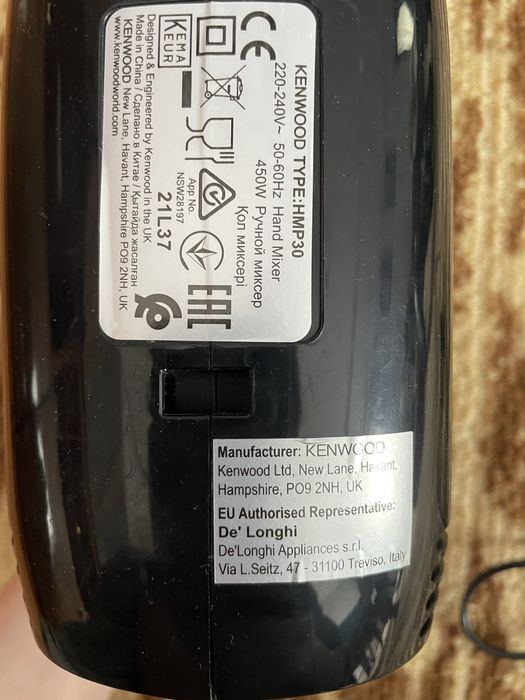 KENWOOD TYPE:HMP30
220-240V~ 50-60Hz Hand Mixer
450W Ручной миксер
Қол миксері
CE
EAC
KEMA
KEUR
App No.
NSW28197
21L37
Designed & Engineered by Kenwood in the UK
Made in China / Сделано в Китае / Қытайда жасалған
KENWOOD New Lane, Havant, Hampshire PO9 2NH, UK
www.kenwoodworld.com
Manufacturer: KENWOOD
Kenwood Ltd, New Lane, Havant,
Hampshire, PO9 2NH, UK
EU Authorised Representative:
De' Longhi
De'Longhi Appliances s.r.l.
Via L.Seitz, 47 - 31100 Treviso, Italy